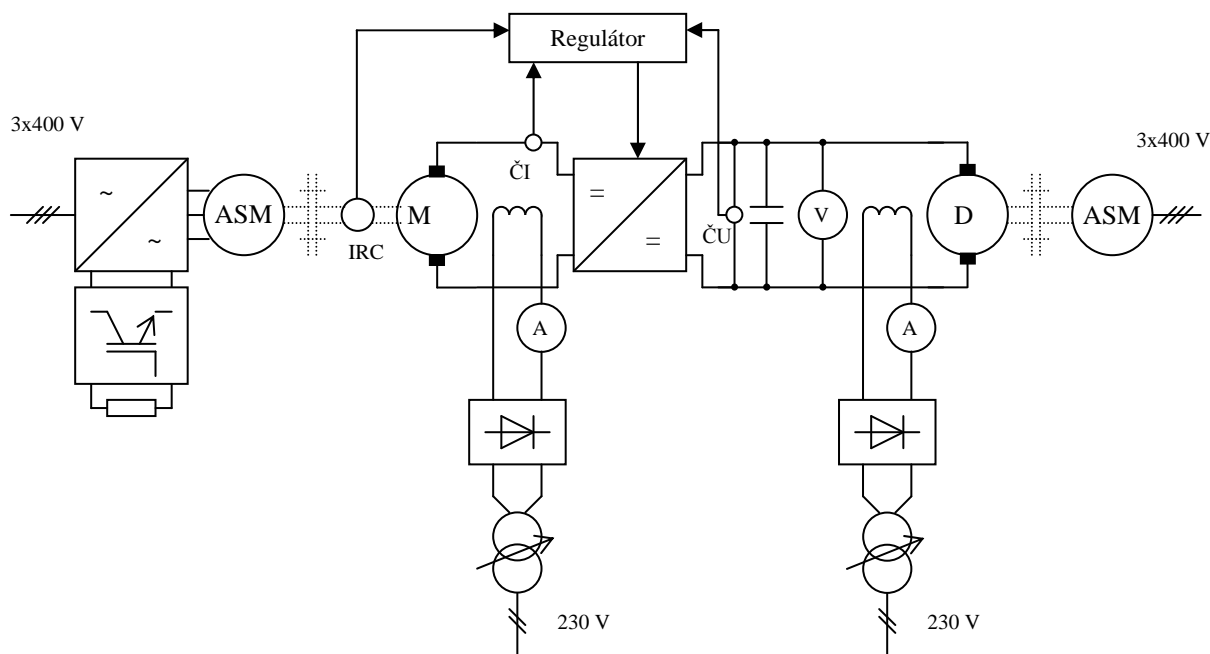 Regulátor
3x400 V
3x400 V
ČI
~
=
ASM
M
V
D
ASM
ČU
~
=
IRC
A
A
230 V
230 V